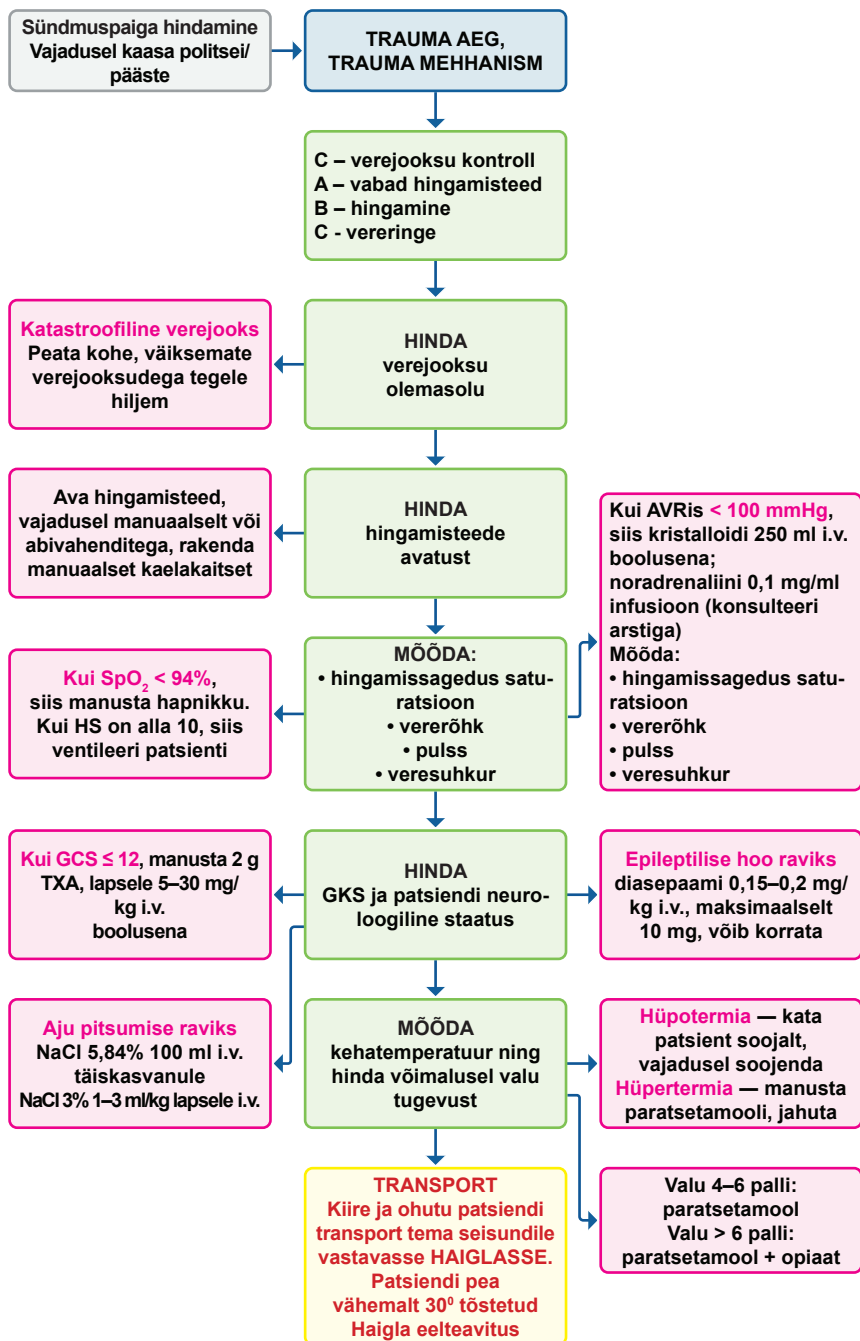 Sündmuspaiga hindamine
Vajadusel kaasa politsei/
pääste
TRAUMA AEG,
TRAUMA MEHHANISM
C – verejooksu kontroll
A – vabad hingamisteed
B – hingamine
C - vereringe
Katastroofiline verejooks
Peata kohe, väiksemate
verejooksudega tegele
hiljem
HINDA
verejooksu
olemasolu
Ava hingamisteed,
vajadusel manuaalselt või
abivahenditega, rakenda
manuaalset kaelakaitset
HINDA
hingamisteede
avatust
Kui AVRis < 100 mmHg,
siis kristalloidi 250 ml i.v.
boolusena;
noradrenaliini 0,1 mg/ml
infusioon (konsulteeri
arstiga)
Mõõda:
• hingamissagedus satu-
ratsioon
• vererõhk
• pulss
• veresuhkur
Kui SpO₂ < 94%,
siis manusta hapnikku.
Kui HS on alla 10, siis
ventileeri patsienti
MÕÕDA:
• hingamissagedus satu-
ratsioon
• vererõhk
• pulss
• veresuhkur
Kui GCS ≤ 12, manusta 2 g
TXA, lapsele 5–30 mg/
kg i.v.
boolusena
HINDA
GKS ja patsiendi neuro-
loogiline staatus
Epileptilise hoo raviks
diasepaami 0,15–0,2 mg/
kg i.v., maksimaalselt
10 mg, võib korrata
Aju pitsumise raviks
NaCl 5,84% 100 ml i.v.
täiskasvanule
NaCl 3% 1–3 ml/kg lapsele i.v.
MÕÕDA
kehatemperatuur ning
hinda võimalusel valu
tugevust
Hüpotermia — kata
patsient soojalt,
vajadusel soojenda
Hüpertermia — manusta
paratsetamooli, jahuta
TRANSPORT
Kiire ja ohutu patsiendi
transport tema seisundile
vastavasse HAIGLASSE.
Patsiendi pea
vähemalt 30⁰ tõstetud
Haigla eelteavitus
Valu 4–6 palli:
paratsetamool
Valu > 6 palli:
paratsetamool + opiaat